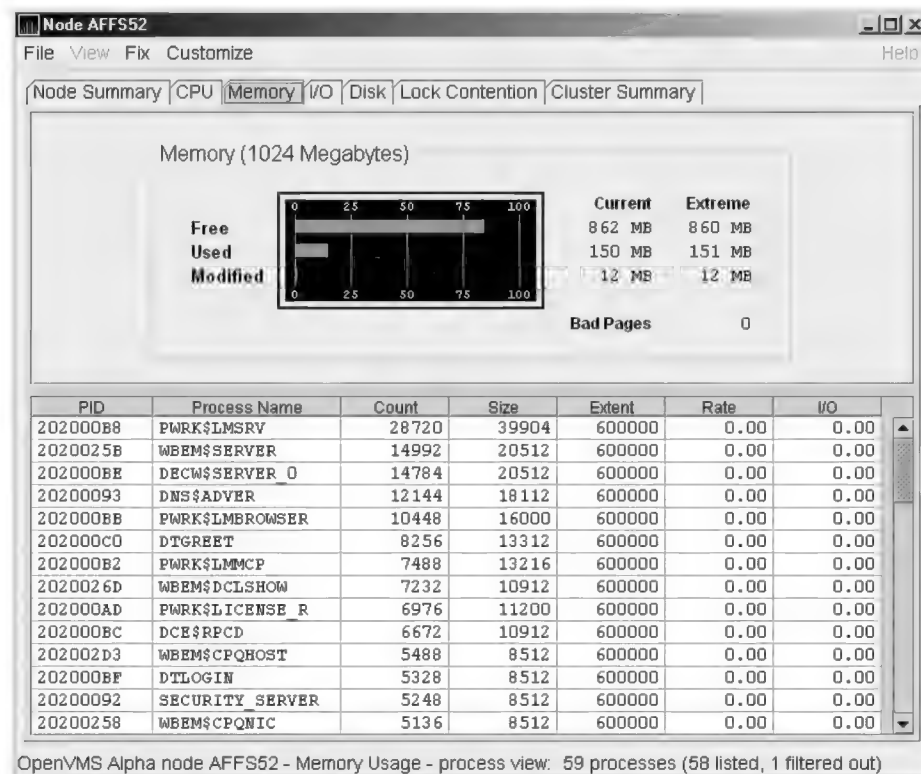 Node AFFS52
File View Fix Customize Help
Node Summary CPU Memory I/O Disk Lock Contention Cluster Summary
Memory (1024 Megabytes)
0 25 50 75 100 Current Extreme
Free 862 MB 860 MB
Used 150 MB 151 MB
Modified 12 MB 12 MB
0 25 50 75 100
Bad Pages 0
PID Process Name Count Size Extent Rate I/O
202000B8 PWRK$LMSRV 28720 39904 600000 0.00 0.00
2020025B WBEM$SERVER 14992 20512 600000 0.00 0.00
202000BE DECW$SERVER_0 14784 20512 600000 0.00 0.00
20200093 DNS$ADVER 12144 18112 600000 0.00 0.00
202000BB PWRK$LMBROWSER 10448 16000 600000 0.00 0.00
202000C0 DTGREET 8256 13312 600000 0.00 0.00
202000B2 PWRK$LMMCP 7488 13216 600000 0.00 0.00
2020026D WBEM$DCLSHOW 7232 10912 600000 0.00 0.00
202000AD PWRK$LICENSE_R 6976 11200 600000 0.00 0.00
202000BC DCE$RPCD 6672 10912 600000 0.00 0.00
202002D3 WBEM$CPQHOST 5488 8512 600000 0.00 0.00
202000BF DTLOGIN 5328 8512 600000 0.00 0.00
20200092 SECURITY_SERVER 5248 8512 600000 0.00 0.00
20200258 WBEM$CPQNIC 5136 8512 600000 0.00 0.00
OpenVMS Alpha node AFFS52 - Memory Usage - process view: 59 processes (58 listed, 1 filtered out)